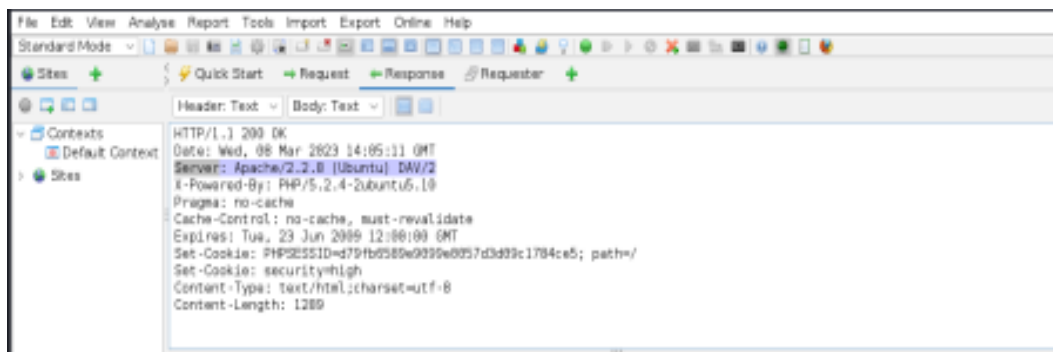 File Edit View Analyse Report Tools Import Export Online Help
Standard Mode
Sites Quick Start Request Response Requester
Header: Text Body: Text
Contexts
Default Context
Sites
HTTP/1.1 200 OK
Date: Wed, 08 Mar 2023 14:05:11 GMT
Server: Apache/2.2.8 (Ubuntu) DAV/2
X-Powered-By: PHP/5.2.4-2ubuntu5.10
Pragma: no-cache
Cache-Control: no-cache, must-revalidate
Expires: Tue, 23 Jun 2009 12:00:00 GMT
Set-Cookie: path=/
Set-Cookie: security=high
Content-Type: text/html;charset=utf-8
Content-Length: 1289